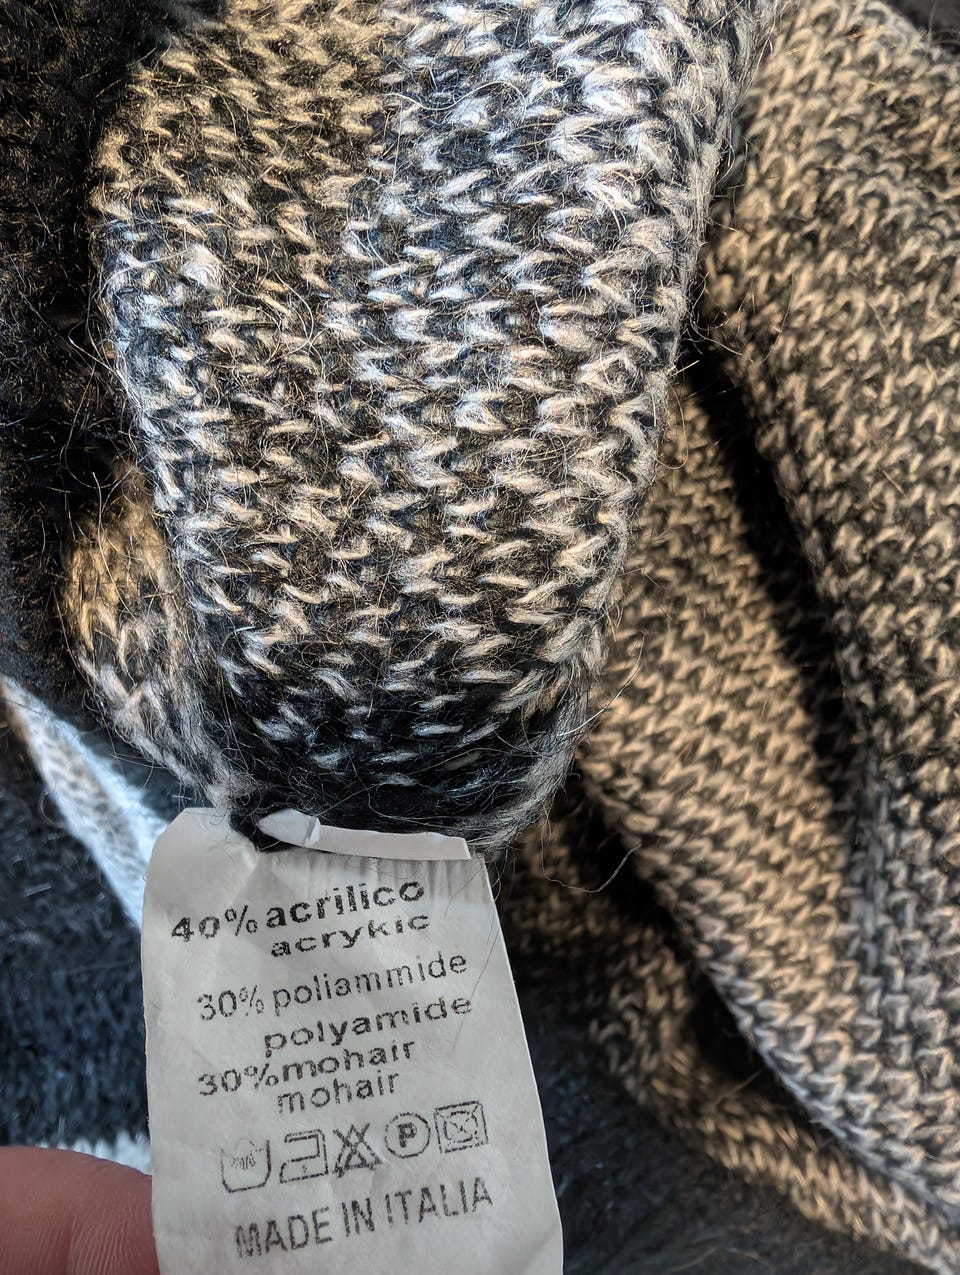 40% acrilico
acrykic
30% poliammide
polyamide
30% mohair
mohair
P
MADE IN ITALIA